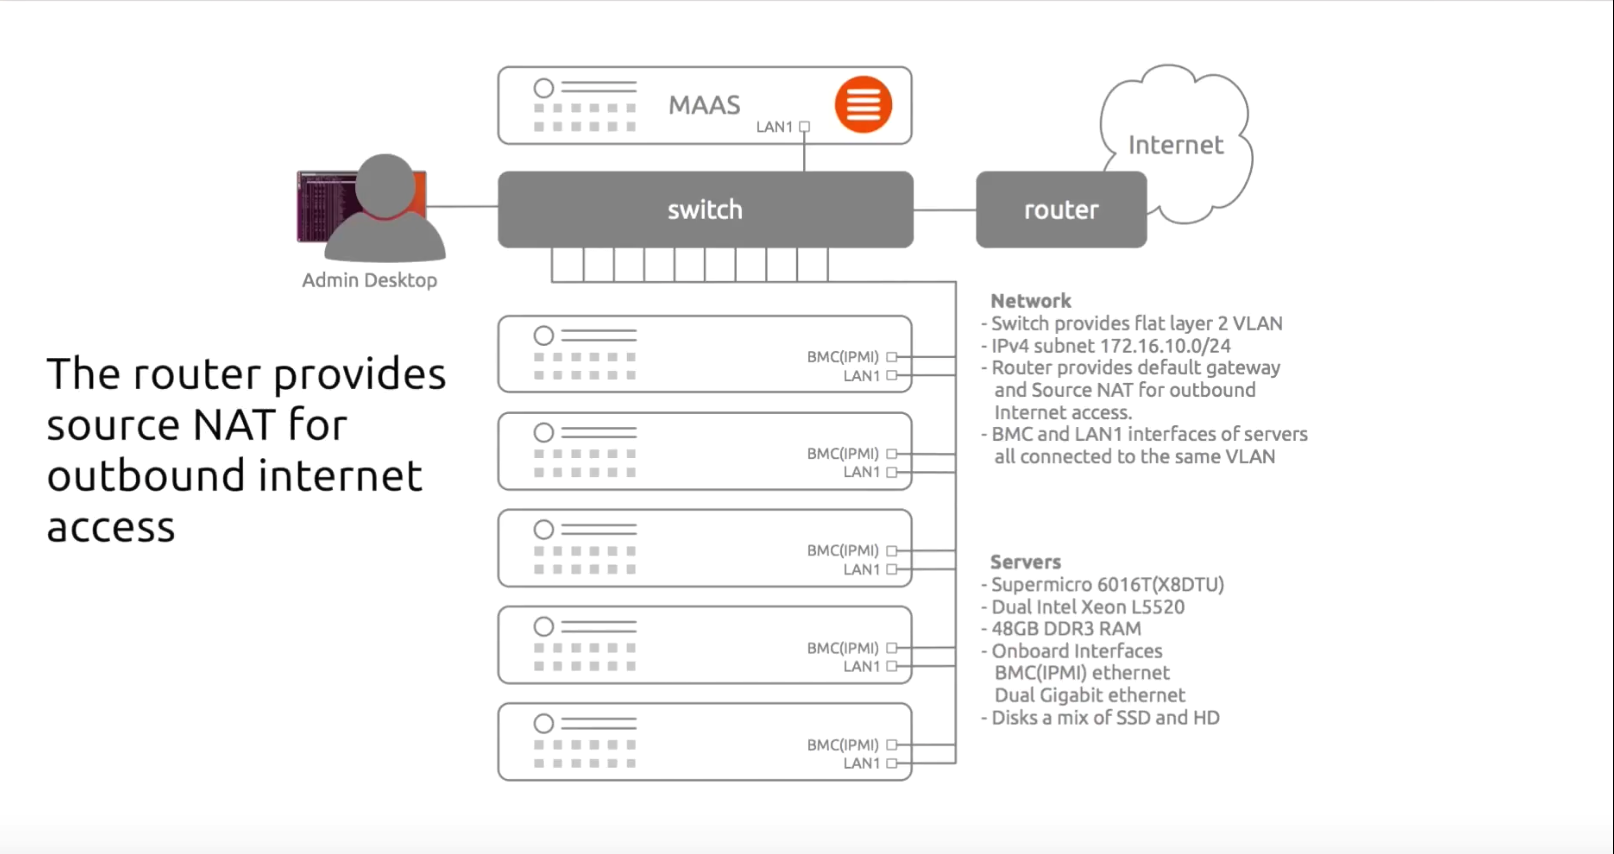 MAAS
LAN1
Internet
switch
router
Admin Desktop
The router provides
source NAT for
outbound internet
access
BMC(IPMI)
LAN1
BMC(IPMI)
LAN1
BMC(IPMI)
LAN1
BMC(IPMI)
LAN1
BMC(IPMI)
LAN1
Network
- Switch provides flat layer 2 VLAN
- IPv4 subnet 172.16.10.0/24
- Router provides default gateway
and Source NAT for outbound
Internet access.
- BMC and LAN1 interfaces of servers
all connected to the same VLAN
Servers
- Supermicro 6016T(X8DTU)
- Dual Intel Xeon L5520
- 48GB DDR3 RAM
- Onboard Interfaces
BMC(IPMI) ethernet
Dual Gigabit ethernet
- Disks a mix of SSD and HD